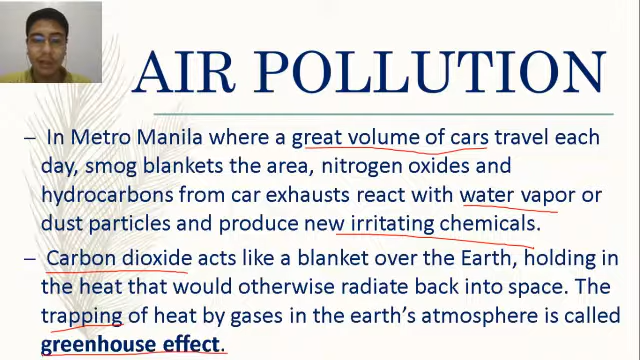 AIR POLLUTION
– In Metro Manila where a great volume of cars travel each
day, smog blankets the area, nitrogen oxides and
hydrocarbons from car exhausts react with water vapor or
dust particles and produce new irritating chemicals.
– Carbon dioxide acts like a blanket over the Earth, holding in
the heat that would otherwise radiate back into space. The
trapping of heat by gases in the earth's atmosphere is called
greenhouse effect.